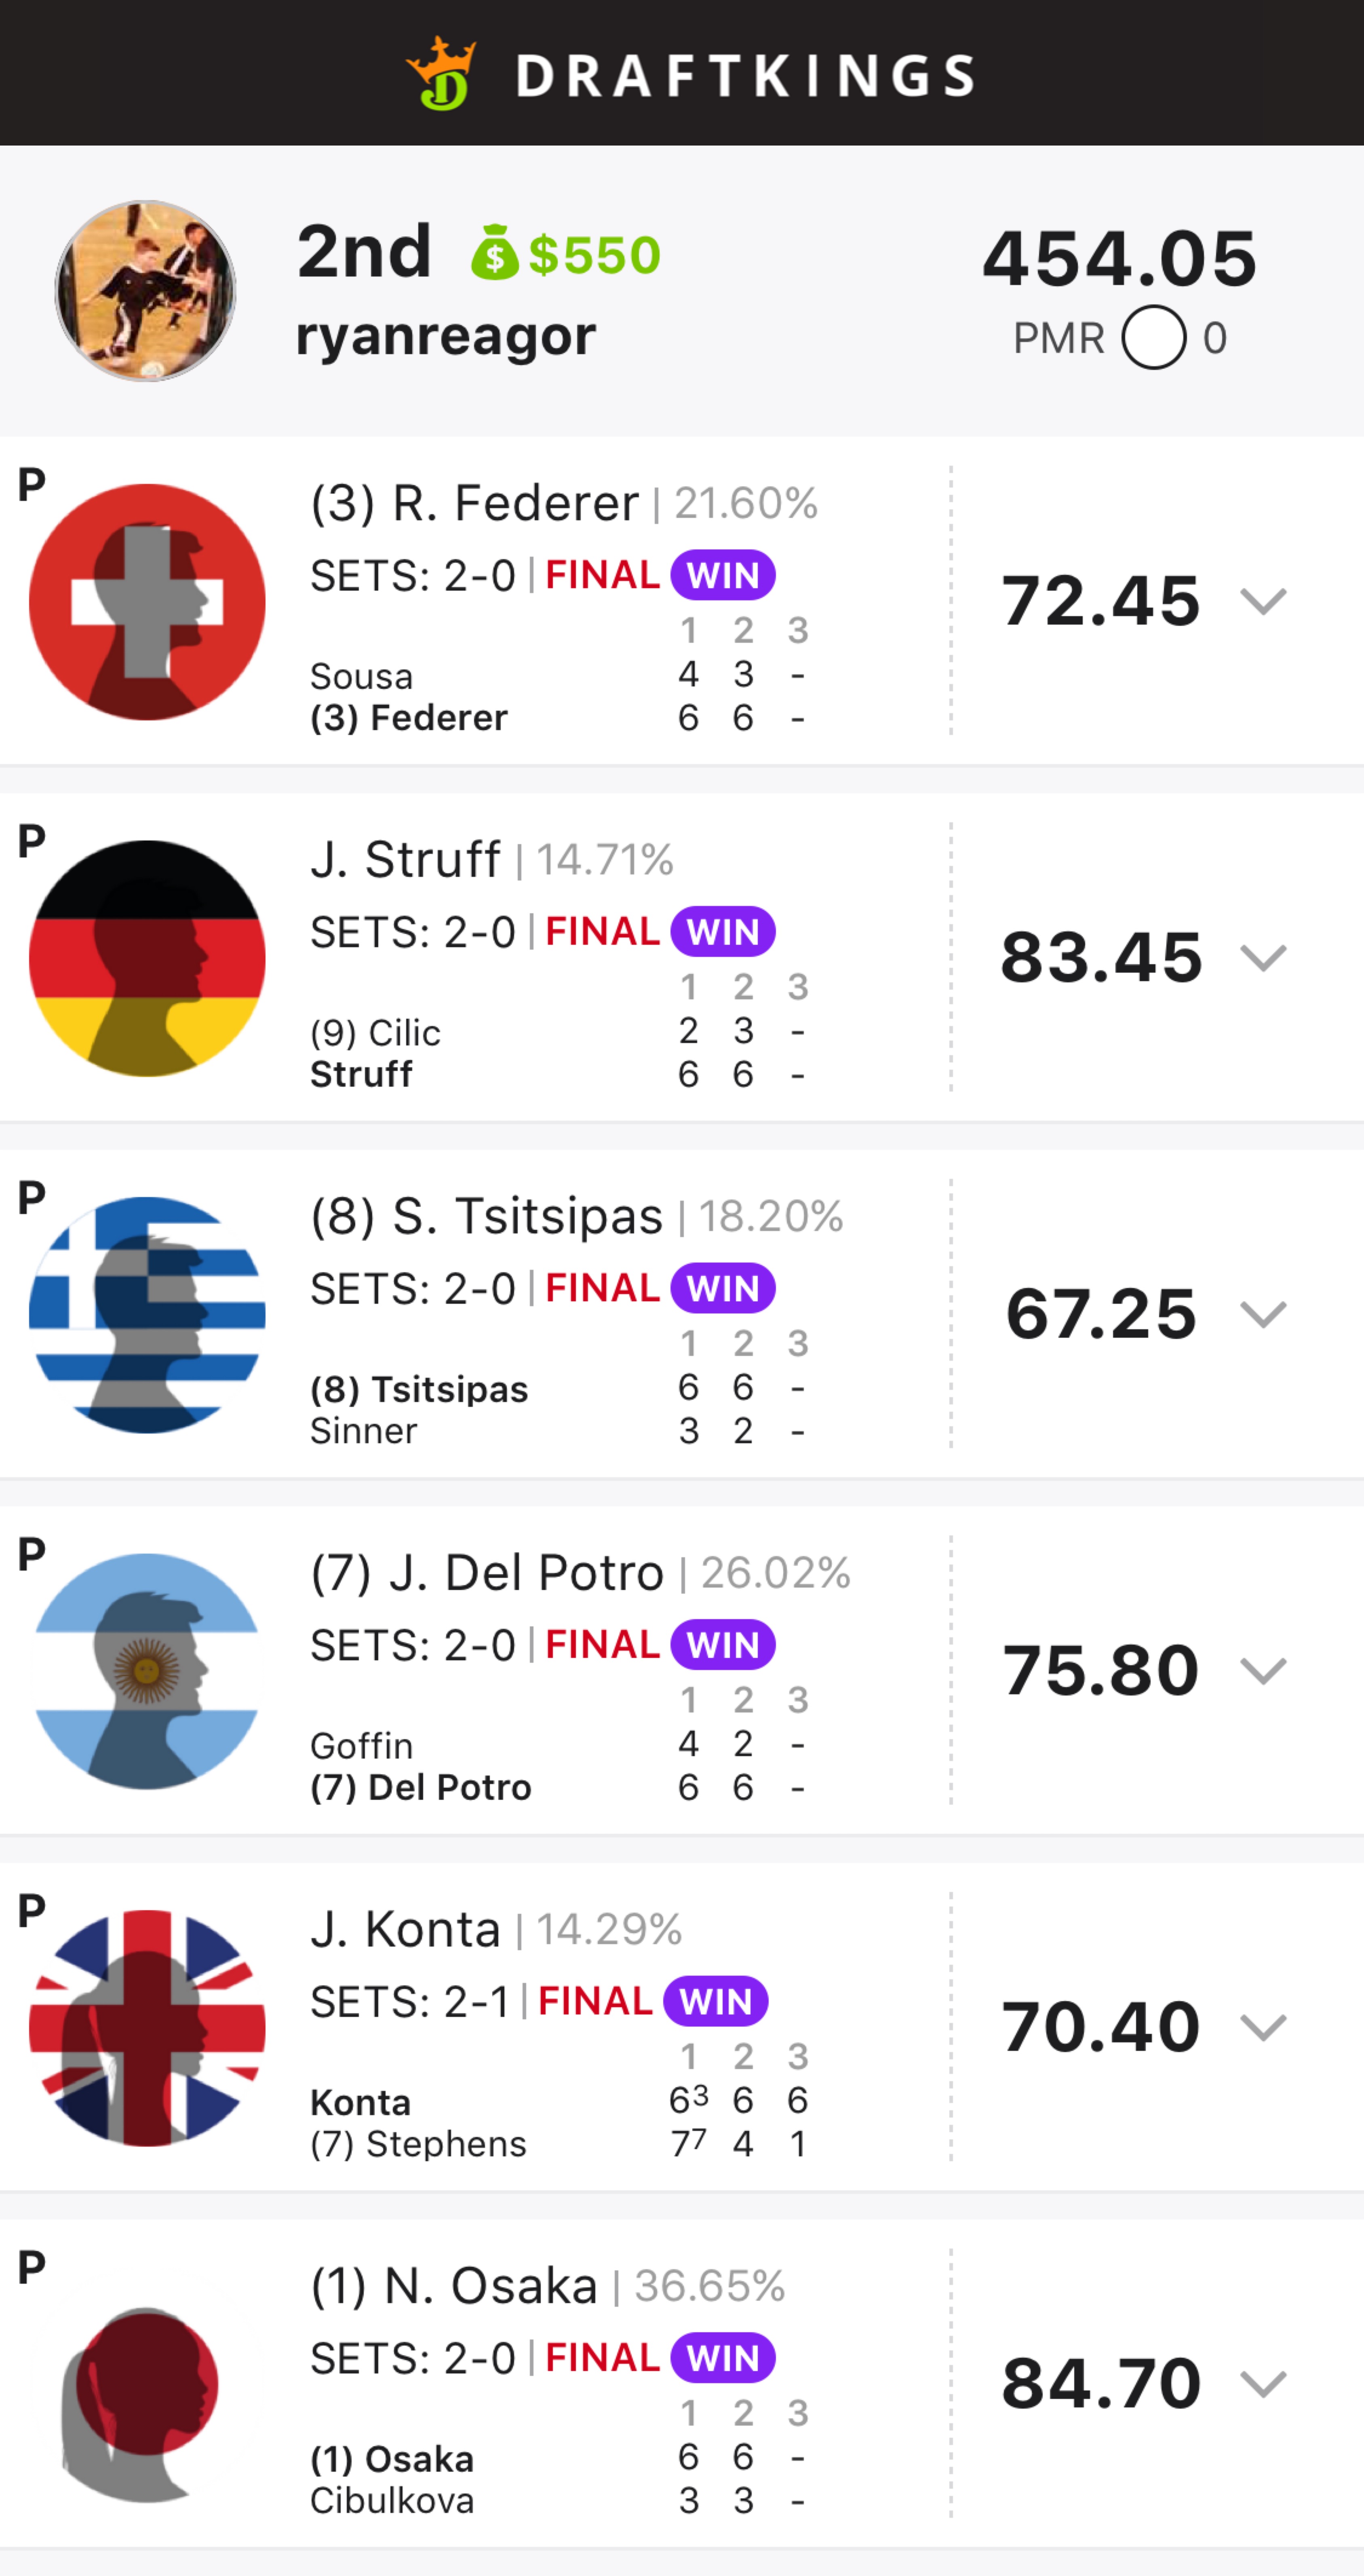 DRAFTKINGS
2nd $550 454.05
ryanreagor PMR 0
P
(3) R. Federer | 21.60%
SETS: 2-0 | FINAL WIN
72.45
1 2 3
Sousa 4 3 -
(3) Federer 6 6 -
P
J. Struff | 14.71%
SETS: 2-0 | FINAL WIN
83.45
1 2 3
(9) Cilic 2 3 -
Struff 6 6 -
P
(8) S. Tsitsipas | 18.20%
SETS: 2-0 | FINAL WIN
67.25
1 2 3
(8) Tsitsipas 6 6 -
Sinner 3 2 -
P
(7) J. Del Potro | 26.02%
SETS: 2-0 | FINAL WIN
75.80
1 2 3
Goffin 4 2 -
(7) Del Potro 6 6 -
P
J. Konta | 14.29%
SETS: 2-1 | FINAL WIN
70.40
1 2 3
Konta 6³ 6 6
(7) Stephens 7⁷ 4 1
P
(1) N. Osaka | 36.65%
SETS: 2-0 | FINAL WIN
84.70
1 2 3
(1) Osaka 6 6 -
Cibulkova 3 3 -